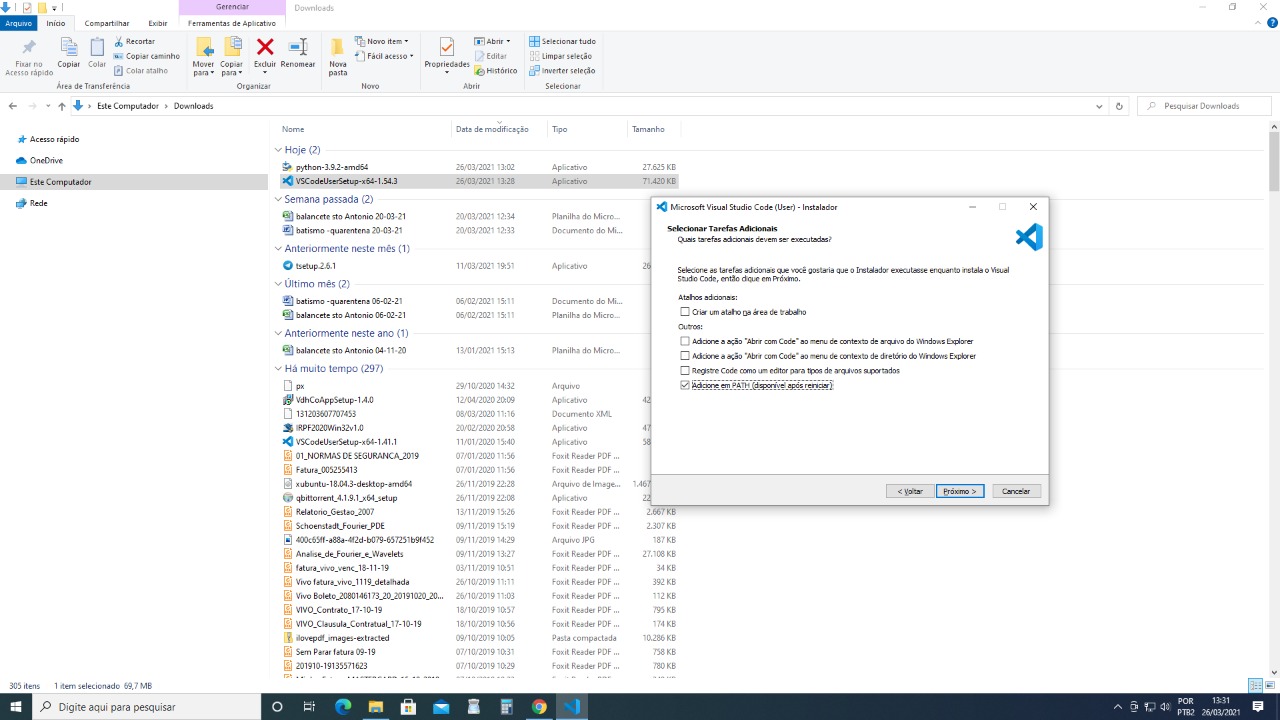 Gerenciar
Downloads
Arquivo
Início
Compartilhar
Exibir
Ferramentas de Aplicativo
Fixar no
Acesso rápido
Copiar
Colar
Recortar
Copiar caminho
Colar atalho
Área de Transferência
Mover
para
Copiar
para
Excluir
Renomear
Organizar
Nova
pasta
Novo item
Fácil acesso
Novo
Propriedades
Abrir
Editar
Histórico
Abrir
Selecionar tudo
Limpar seleção
Inverter seleção
Selecionar
Este Computador > Downloads
Pesquisar Downloads
Acesso rápido
OneDrive
Este Computador
Rede
Nome Data de modificação Tipo Tamanho
Hoje (2)
python-3.9.2-amd64 26/03/2021 13:02 Aplicativo 27.625 KB
VSCodeUserSetup-x64-1.54.3 26/03/2021 13:28 Aplicativo 71.420 KB
Semana passada (2)
balancete sto Antonio 20-03-21 20/03/2021 12:34 Planilha do Micro...
batismo -quarentena 20-03-21 20/03/2021 12:33 Documento do Mi...
Anteriormente neste mês (1)
tsetup.2.6.1 11/03/2021 19:51 Aplicativo 26
Último mês (2)
batismo -quarentena 06-02-21 06/02/2021 15:11 Documento do Mi...
balancete sto Antonio 06-02-21 06/02/2021 15:11 Planilha do Micro...
Anteriormente neste ano (1)
balancete sto Antonio 04-11-20 13/01/2021 15:13 Planilha do Micro...
Há muito tempo (297)
px 29/10/2020 14:32 Arquivo
VdhCoAppSetup-1.4.0 12/04/2020 20:09 Aplicativo 42
131203607707453 08/03/2020 11:16 Documento XML
IRPF2020Win32v1.0 20/02/2020 20:58 Aplicativo 47
VSCodeUserSetup-x64-1.41.1 11/01/2020 15:40 Aplicativo 58
01_NORMAS DE SEGURANCA_2019 07/01/2020 11:56 Foxit Reader PDF ...
Fatura_005255413 07/01/2020 11:56 Foxit Reader PDF ...
xubuntu-18.04.3-desktop-amd64 26/11/2019 22:28 Arquivo de Image... 1.467
qbittorrent_4.1.9.1_x64_setup 26/11/2019 22:08 Aplicativo 22
Relatorio_Gestao_2007 13/11/2019 15:26 Foxit Reader PDF ... 2.667 KB
Schoenstadt_Fourier_PDE 09/11/2019 15:19 Foxit Reader PDF ... 2.307 KB
400c65ff-a88a-4f2d-b079-657251b9f452 09/11/2019 14:29 Arquivo JPG 187 KB
Analise_de_Fourier_e_Wavelets 09/11/2019 13:27 Foxit Reader PDF ... 27.108 KB
fatura_vivo_venc_18-11-19 03/11/2019 10:51 Foxit Reader PDF ... 34 KB
Vivo fatura_vivo_1119_detalhada 26/10/2019 11:11 Foxit Reader PDF ... 392 KB
Vivo Boleto_2080146173_20_20191020_20... 26/10/2019 11:03 Foxit Reader PDF ... 112 KB
VIVO_Contrato_17-10-19 18/10/2019 10:57 Foxit Reader PDF ... 795 KB
VIVO_Clausula_Contratual_17-10-19 18/10/2019 10:56 Foxit Reader PDF ... 174 KB
ilovepdf_images-extracted 09/10/2019 10:05 Pasta compactada 10.286 KB
Sem Parar fatura 09-19 07/10/2019 10:31 Foxit Reader PDF ... 758 KB
201910-19135571623 07/10/2019 10:29 Foxit Reader PDF ... 780 KB
Microsoft Visual Studio Code (User) - Instalador
Selecionar Tarefas Adicionais
Quais tarefas adicionais devem ser executadas?
Selecione as tarefas adicionais que você gostaria que o Instalador executasse enquanto instala o Visual
Studio Code, então clique em Próximo.
Atalhos adicionais:
Criar um atalho na área de trabalho
Outros:
Adicione a ação "Abrir com Code" ao menu de contexto de arquivo do Windows Explorer
Adicione a ação "Abrir com Code" ao menu de contexto de diretório do Windows Explorer
Registre Code como um editor para tipos de arquivos suportados
Adicione em PATH (disponível após reiniciar)
< Voltar
Próximo >
Cancelar
305 itens 1 item selecionado 69,7 MB
Digite aqui para pesquisar
POR
PTB2
13:31
26/03/2021